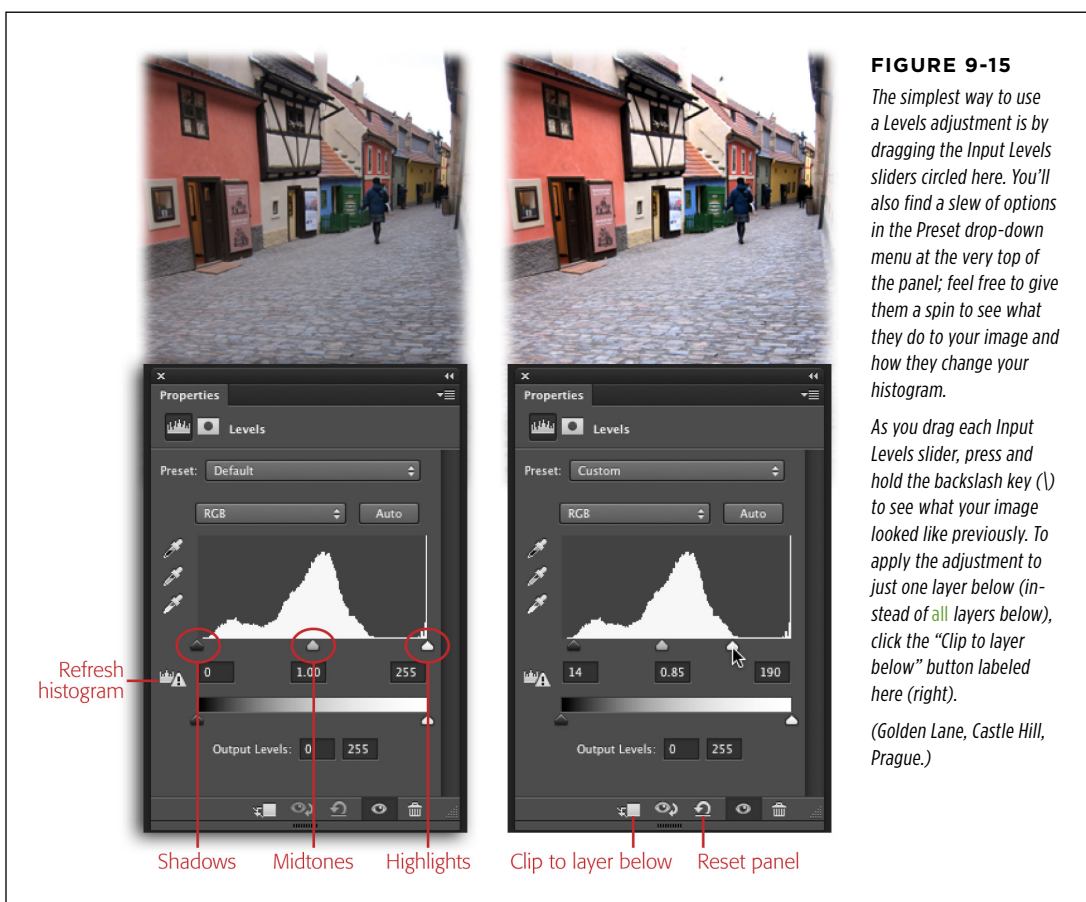 FIGURE 9-15
The simplest way to use
a Levels adjustment is by
dragging the Input Levels
sliders circled here. You’ll
also find a slew of options
in the Preset drop-down
menu at the very top of
the panel; feel free to give
them a spin to see what
they do to your image and
how they change your
histogram.
As you drag each Input
Levels slider, press and
hold the backslash key (\)
to see what your image
looked like previously. To
apply the adjustment to
just one layer below (in-
stead of all layers below),
click the “Clip to layer
below” button labeled
here (right).
(Golden Lane, Castle Hill,
Prague.)
Properties
Levels
Preset: Default
RGB Auto
Refresh
histogram
0 1.00 255
Output Levels: 0 255
Shadows Midtones Highlights
Properties
Levels
Preset: Custom
RGB Auto
14 0.85 190
Output Levels: 0 255
Clip to layer below Reset panel